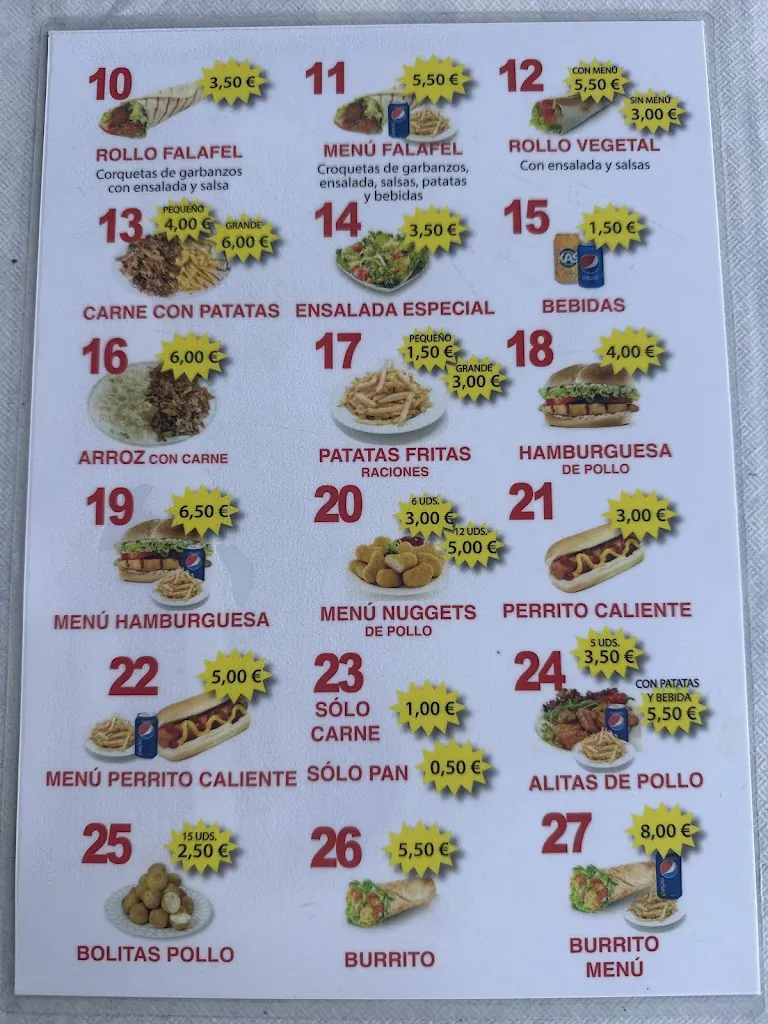 10
3,50 €
ROLLO FALAFEL
Corquetas de garbanzos
con ensalada y salsa
11
5,50 €
MENÚ FALAFEL
Croquetas de garbanzos,
ensalada, salsas, patatas
y bebidas
12
CON MENÚ
5,50 €
SIN MENÚ
3,00 €
ROLLO VEGETAL
Con ensalada y salsas
13
PEQUEÑO
4,00 €
GRANDE
6,00 €
CARNE CON PATATAS
14
3,50 €
ENSALADA ESPECIAL
15
1,50 €
KAS
BEBIDAS
16
6,00 €
ARROZ CON CARNE
17
PEQUEÑO
1,50 €
GRANDE
3,00 €
PATATAS FRITAS
RACIONES
18
4,00 €
HAMBURGUESA
DE POLLO
19
6,50 €
MENÚ HAMBURGUESA
20
6 UDS.
3,00 €
12 UDS.
5,00 €
MENÚ NUGGETS
DE POLLO
21
3,00 €
PERRITO CALIENTE
22
5,00 €
MENÚ PERRITO CALIENTE
23
SÓLO
CARNE
1,00 €
SÓLO PAN
0,50 €
24
5 UDS.
3,50 €
CON PATATAS
Y BEBIDA
5,50 €
ALITAS DE POLLO
25
15 UDS.
2,50 €
BOLITAS POLLO
26
5,50 €
BURRITO
27
8,00 €
BURRITO
MENÚ